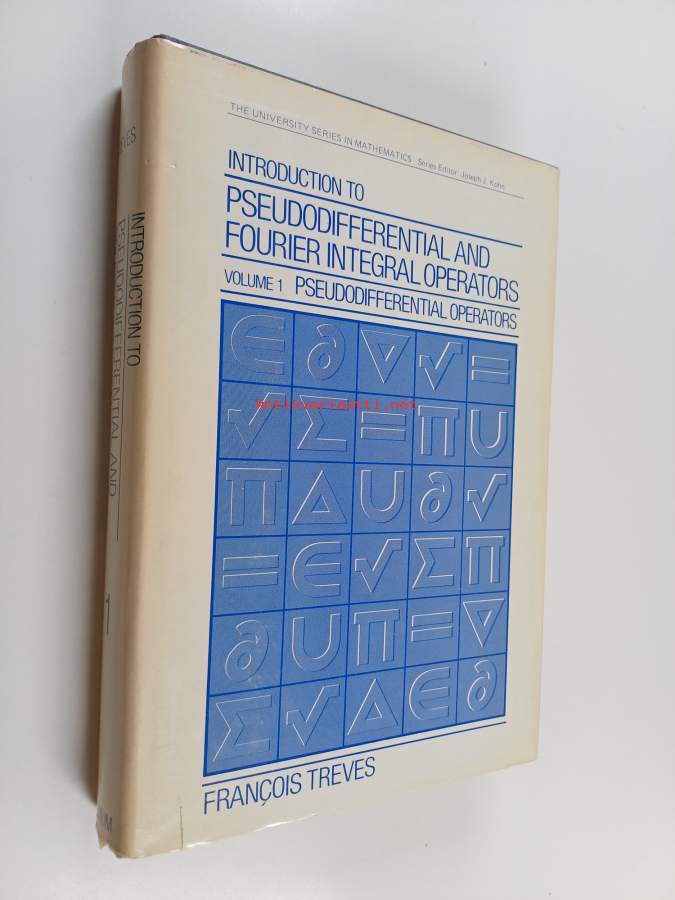 THE UNIVERSITY SERIES IN MATHEMATICS Series Editor: Joseph J. Kohn
INTRODUCTION TO
PSEUDODIFFERENTIAL AND
FOURIER INTEGRAL OPERATORS
VOLUME 1 PSEUDODIFFERENTIAL OPERATORS
∈ ∂ ▽ √ =
√ Σ = Π U
Π Δ U ∂ √
= ∈ √ Σ Π
∂ U Π = ▽
Σ √ Δ ∈ ∂
FRANÇOIS TREVES
INTRODUCTION TO
PSEUDODIFFERENTIAL AND
1
Antikvariaatti.net